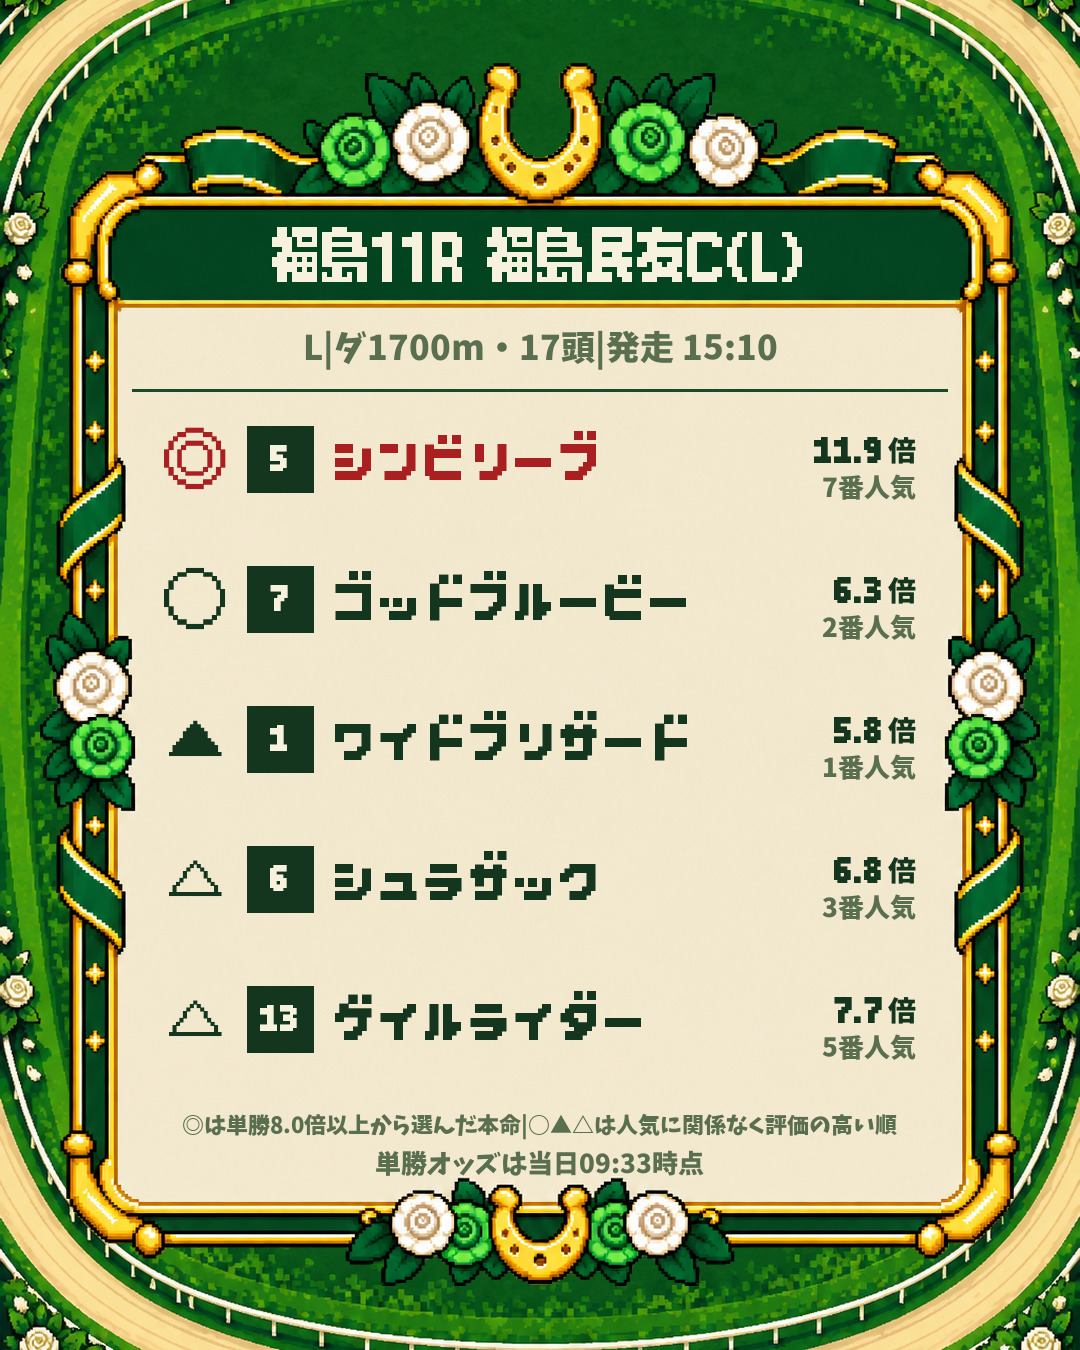 福島11R 福島民友C(L)
L|ダ1700m・17頭|発走 15:10
◎ 5 シンビリーブ 11.9倍
7番人気
○ 7 ゴッドブルービー 6.3倍
2番人気
▲ 1 ワイドブリザード 5.8倍
1番人気
△ 6 シュラザック 6.8倍
3番人気
△ 13 ゲイルライダー 7.7倍
5番人気
◎は単勝8.0倍以上から選んだ本命|○▲△は人気に関係なく評価の高い順
単勝オッズは当日09:33時点